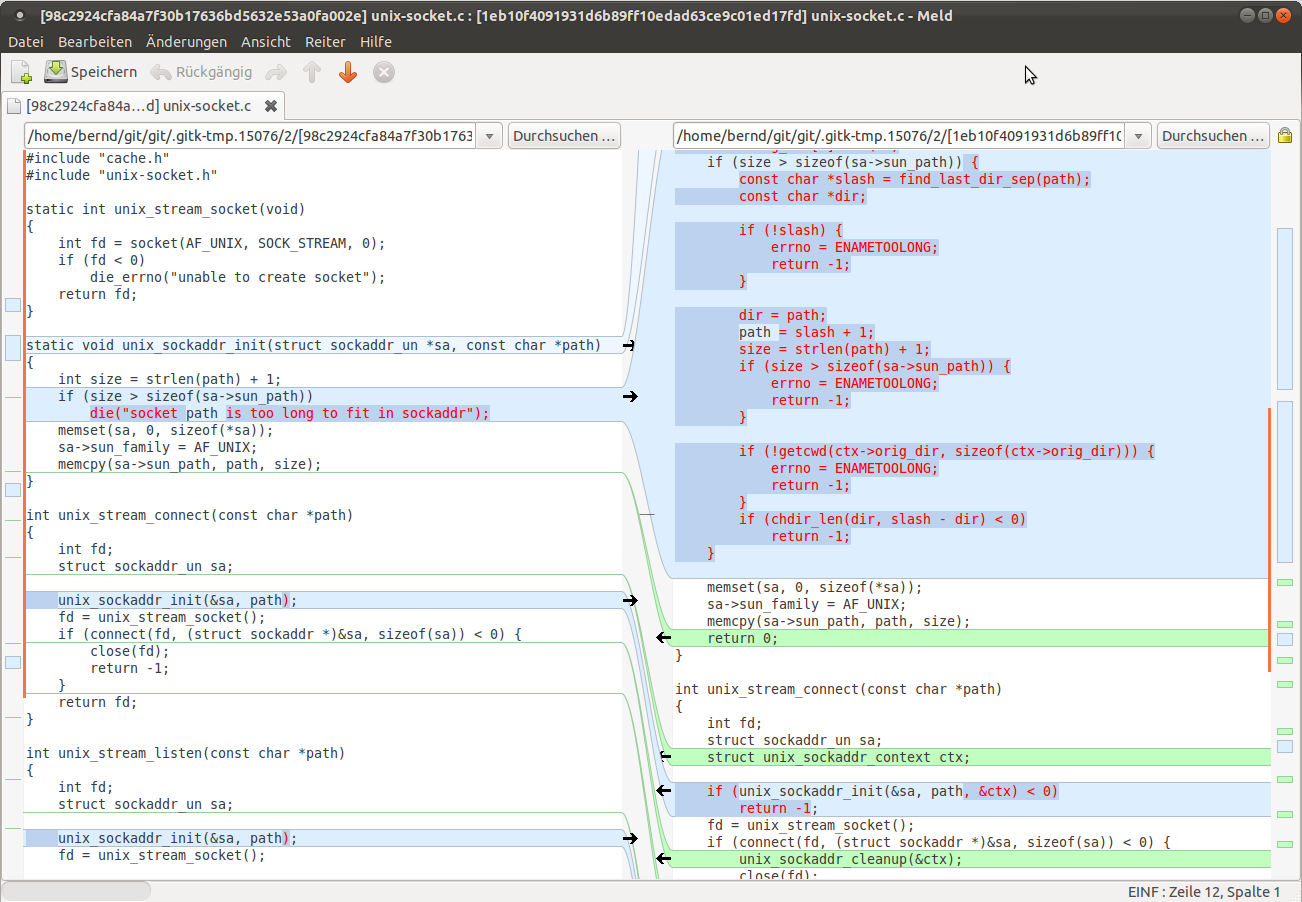 [98c2924cfa84a7f30b17636bd5632e53a0fa002e] unix-socket.c : [1eb10f4091931d6b89ff10edad63ce9c01ed17fd] unix-socket.c - Meld
Datei Bearbeiten Änderungen Ansicht Reiter Hilfe
Speichern Rückgängig
[98c2924cfa84a...d] unix-socket.c
/home/bernd/git/git/.gitk-tmp.15076/2/[98c2924cfa84a7f30b1763 Durchsuchen ...
#include "cache.h"
#include "unix-socket.h"
static int unix_stream_socket(void)
{
int fd = socket(AF_UNIX, SOCK_STREAM, 0);
if (fd < 0)
die_errno("unable to create socket");
return fd;
}
static void unix_sockaddr_init(struct sockaddr_un *sa, const char *path)
{
int size = strlen(path) + 1;
if (size > sizeof(sa->sun_path))
die("socket path is too long to fit in sockaddr");
memset(sa, 0, sizeof(*sa));
sa->sun_family = AF_UNIX;
memcpy(sa->sun_path, path, size);
}
int unix_stream_connect(const char *path)
{
int fd;
struct sockaddr_un sa;
unix_sockaddr_init(&sa, path);
fd = unix_stream_socket();
if (connect(fd, (struct sockaddr *)&sa, sizeof(sa)) < 0) {
close(fd);
return -1;
}
return fd;
}
int unix_stream_listen(const char *path)
{
int fd;
struct sockaddr_un sa;
unix_sockaddr_init(&sa, path);
fd = unix_stream_socket();
/home/bernd/git/git/.gitk-tmp.15076/2/[1eb10f4091931d6b89ff10 Durchsuchen ...
if (size > sizeof(sa->sun_path)) {
const char *slash = find_last_dir_sep(path);
const char *dir;
if (!slash) {
errno = ENAMETOOLONG;
return -1;
}
dir = path;
path = slash + 1;
size = strlen(path) + 1;
if (size > sizeof(sa->sun_path)) {
errno = ENAMETOOLONG;
return -1;
}
if (!getcwd(ctx->orig_dir, sizeof(ctx->orig_dir))) {
errno = ENAMETOOLONG;
return -1;
}
if (chdir_len(dir, slash - dir) < 0)
return -1;
}
memset(sa, 0, sizeof(*sa));
sa->sun_family = AF_UNIX;
memcpy(sa->sun_path, path, size);
return 0;
}
int unix_stream_connect(const char *path)
{
int fd;
struct sockaddr_un sa;
struct unix_sockaddr_context ctx;
if (unix_sockaddr_init(&sa, path, &ctx) < 0)
return -1;
fd = unix_stream_socket();
if (connect(fd, (struct sockaddr *)&sa, sizeof(sa)) < 0) {
unix_sockaddr_cleanup(&ctx);
close(fd);
EINF : Zeile 12, Spalte 1